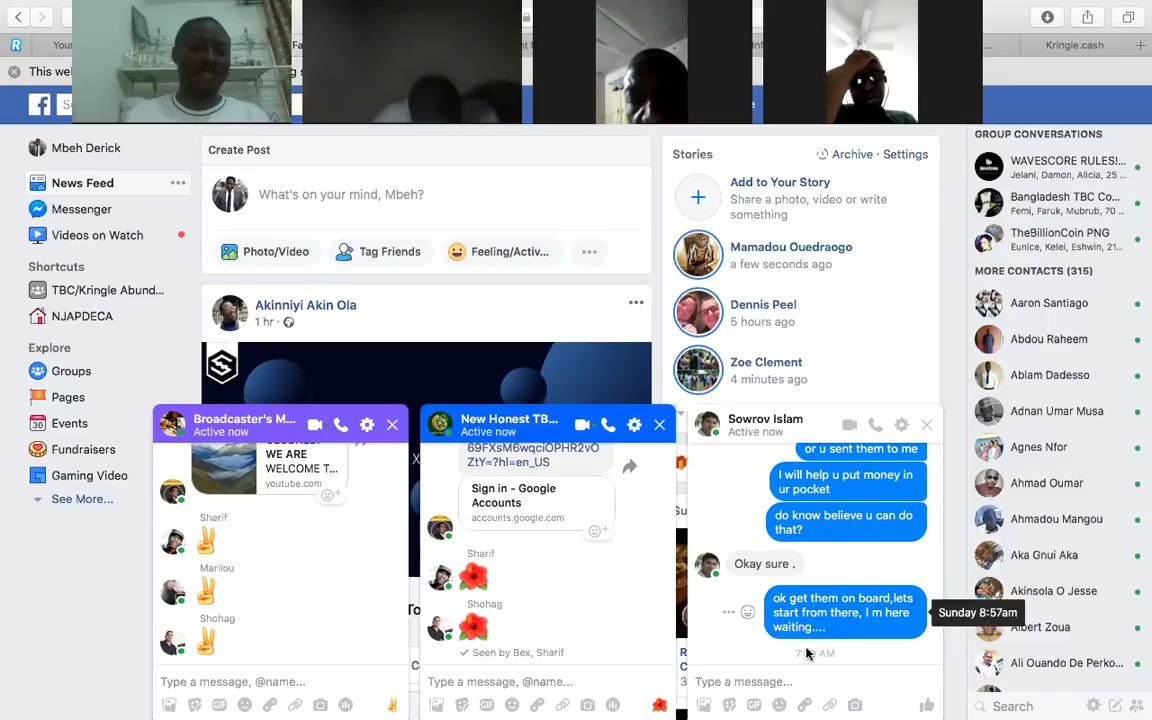 You
Fa
Kringle.cash
This we
S
e
Mbeh Derick
News Feed
Messenger
Videos on Watch
Shortcuts
TBC/Kringle Abund...
NJAPDECA
Explore
Groups
Pages
Events
Fundraisers
Gaming Video
See More...
Create Post
What's on your mind, Mbeh?
Photo/Video
Tag Friends
Feeling/Activ...
Akinniyi Akin Ola
1 hr ·
Stories
Archive · Settings
Add to Your Story
Share a photo, video or write
something
Mamadou Ouedraogo
a few seconds ago
Dennis Peel
5 hours ago
Zoe Clement
4 minutes ago
GROUP CONVERSATIONS
WAVESCORE RULES!...
Jelani, Damon, Alicia, 25 ...
Bangladesh TBC Co...
Femi, Faruk, Mubrub, 70 ...
TheBillionCoin PNG
Eunice, Kelei, Eshwin, 21...
MORE CONTACTS (315)
Aaron Santiago
Abdou Raheem
Ablam Dadesso
Adnan Umar Musa
Agnes Nfor
Ahmad Oumar
Ahmadou Mangou
Aka Gnui Aka
Akinsola O Jesse
Albert Zoua
Ali Ouando De Perko...
Search
Broadcaster's M...
Active now
WE ARE
WELCOME T...
youtube.com
Sharif
Marilou
Shohag
Type a message, @name...
GIF
New Honest TB...
Active now
69FXsM6wqciOPHR2vO
ZtY=?hl=en_US
Sign in - Google
Accounts
accounts.google.com
Sharif
Shohag
Seen by Bex, Sharif
Type a message, @name...
GIF
Sowrov Islam
Active now
or u sent them to me
I will help u put money in
ur pocket
do know believe u can do
that?
Okay sure .
ok get them on board,lets
start from there, I m here
waiting....
Sunday 8:57am
AM
Type a message...
GIF
To
Su
R
C